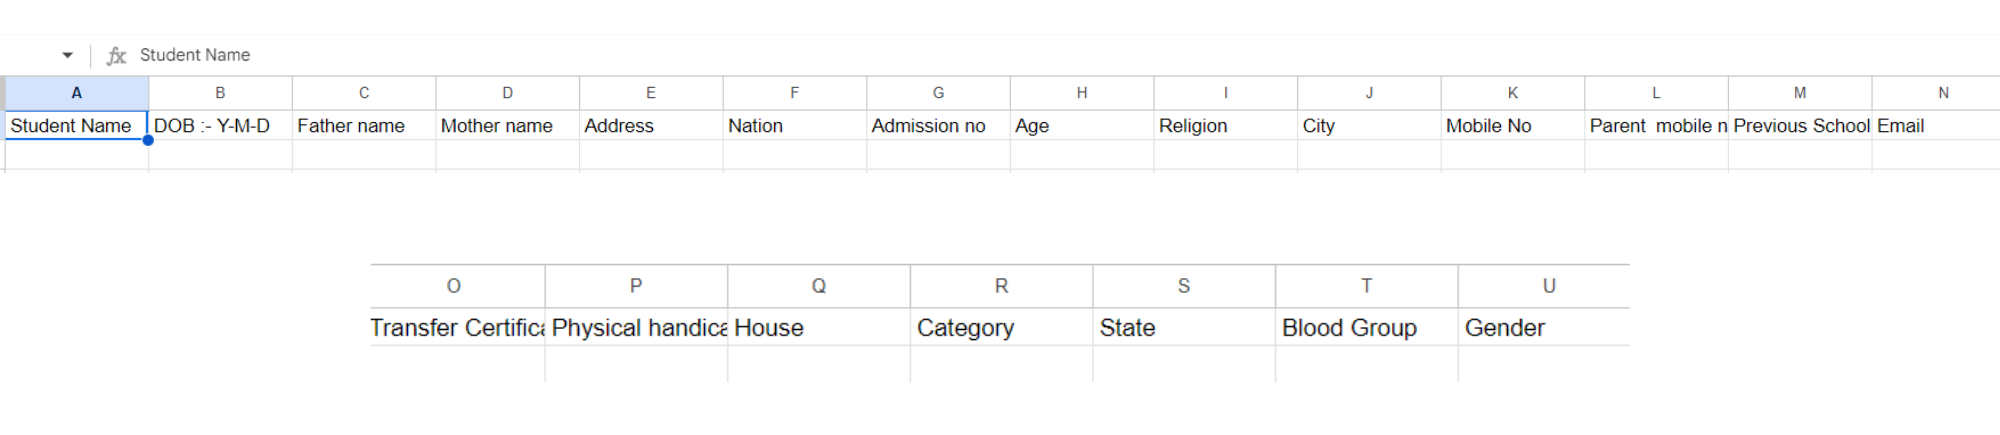 fx Student Name
A B C D E F G H I J K L M N
Student Name DOB :- Y-M-D Father name Mother name Address Nation Admission no Age Religion City Mobile No Parent mobile n Previous School Email
O P Q R S T U
Transfer Certifica Physical handica House Category State Blood Group Gender